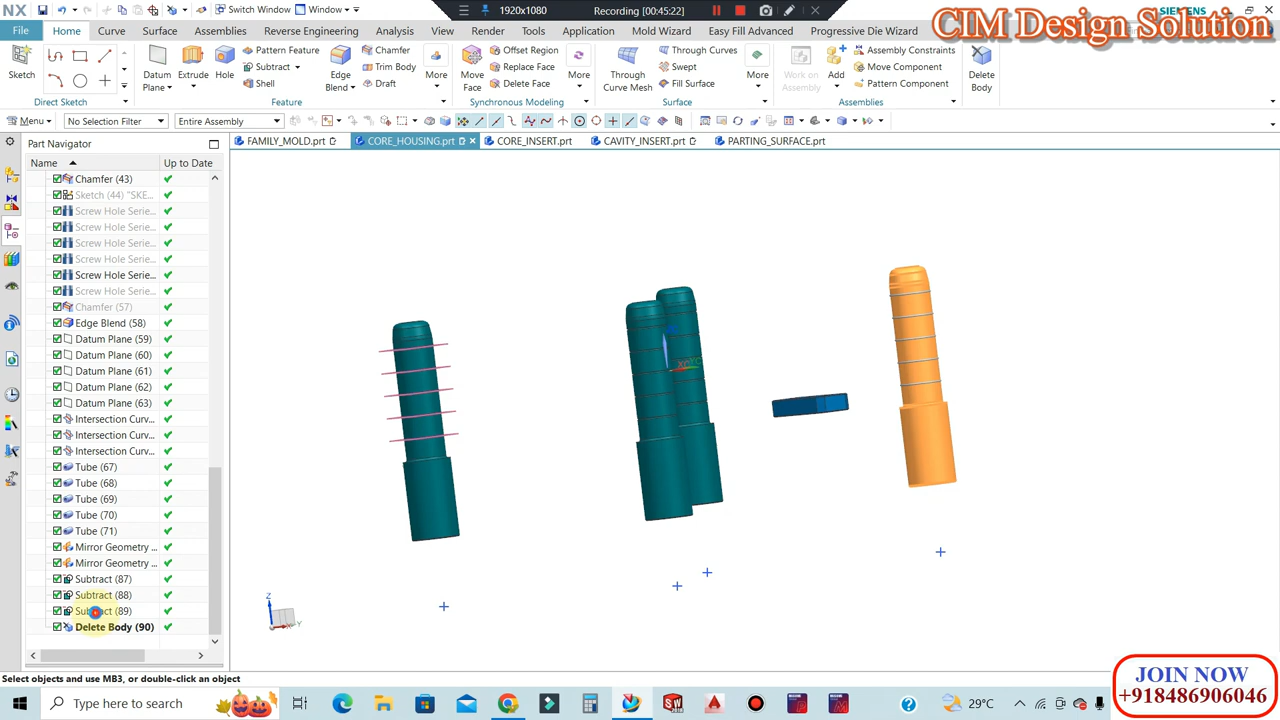 NX
Switch Window
Window
1920x1080
Recording [00:45:22]
SIEMENS
CIM Design Solution
File
Home
Curve
Surface
Assemblies
Reverse Engineering
Analysis
View
Render
Tools
Application
Mold Wizard
Easy Fill Advanced
Progressive Die Wizard
Sketch
Direct Sketch
Datum Plane
Extrude
Hole
Pattern Feature
Subtract
Shell
Edge Blend
Chamfer
Trim Body
Draft
More
Feature
Move Face
Offset Region
Replace Face
Delete Face
More
Synchronous Modeling
Through Curve Mesh
Through Curves
Swept
Fill Surface
More
Surface
Work on Assembly
Add
Assembly Constraints
Move Component
Pattern Component
Assemblies
Delete Body
Menu
No Selection Filter
Entire Assembly
Part Navigator
FAMILY_MOLD.prt
CORE_HOUSING.prt
CORE_INSERT.prt
CAVITY_INSERT.prt
PARTING_SURFACE.prt
Name
Up to Date
Chamfer (43)
Sketch (44) "SKE...
Screw Hole Serie...
Screw Hole Serie...
Screw Hole Serie...
Screw Hole Serie...
Screw Hole Serie...
Screw Hole Serie...
Chamfer (57)
Edge Blend (58)
Datum Plane (59)
Datum Plane (60)
Datum Plane (61)
Datum Plane (62)
Datum Plane (63)
Intersection Curv...
Intersection Curv...
Intersection Curv...
Tube (67)
Tube (68)
Tube (69)
Tube (70)
Tube (71)
Mirror Geometry ...
Mirror Geometry ...
Subtract (87)
Subtract (88)
Subtract (89)
Delete Body (90)
Z
Y
Select objects and use MB3, or double-click an object
JOIN NOW
+918486906046
Type here to search
29°C